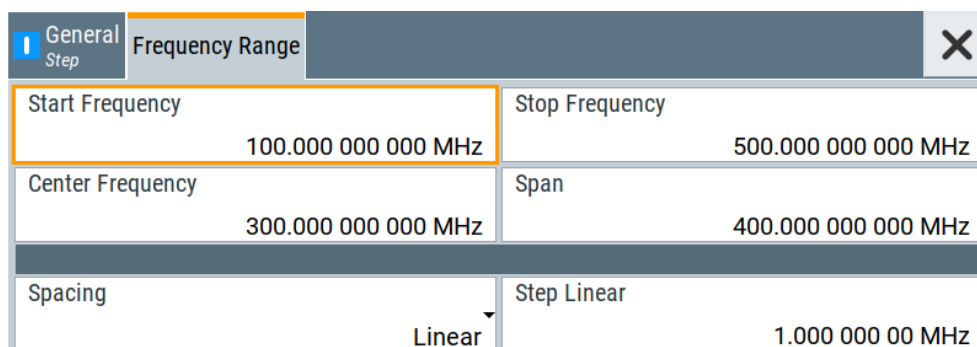 General
Step
Frequency Range
Start Frequency
100.000 000 000 MHz
Stop Frequency
500.000 000 000 MHz
Center Frequency
300.000 000 000 MHz
Span
400.000 000 000 MHz
Spacing
Linear
Step Linear
1.000 000 00 MHz